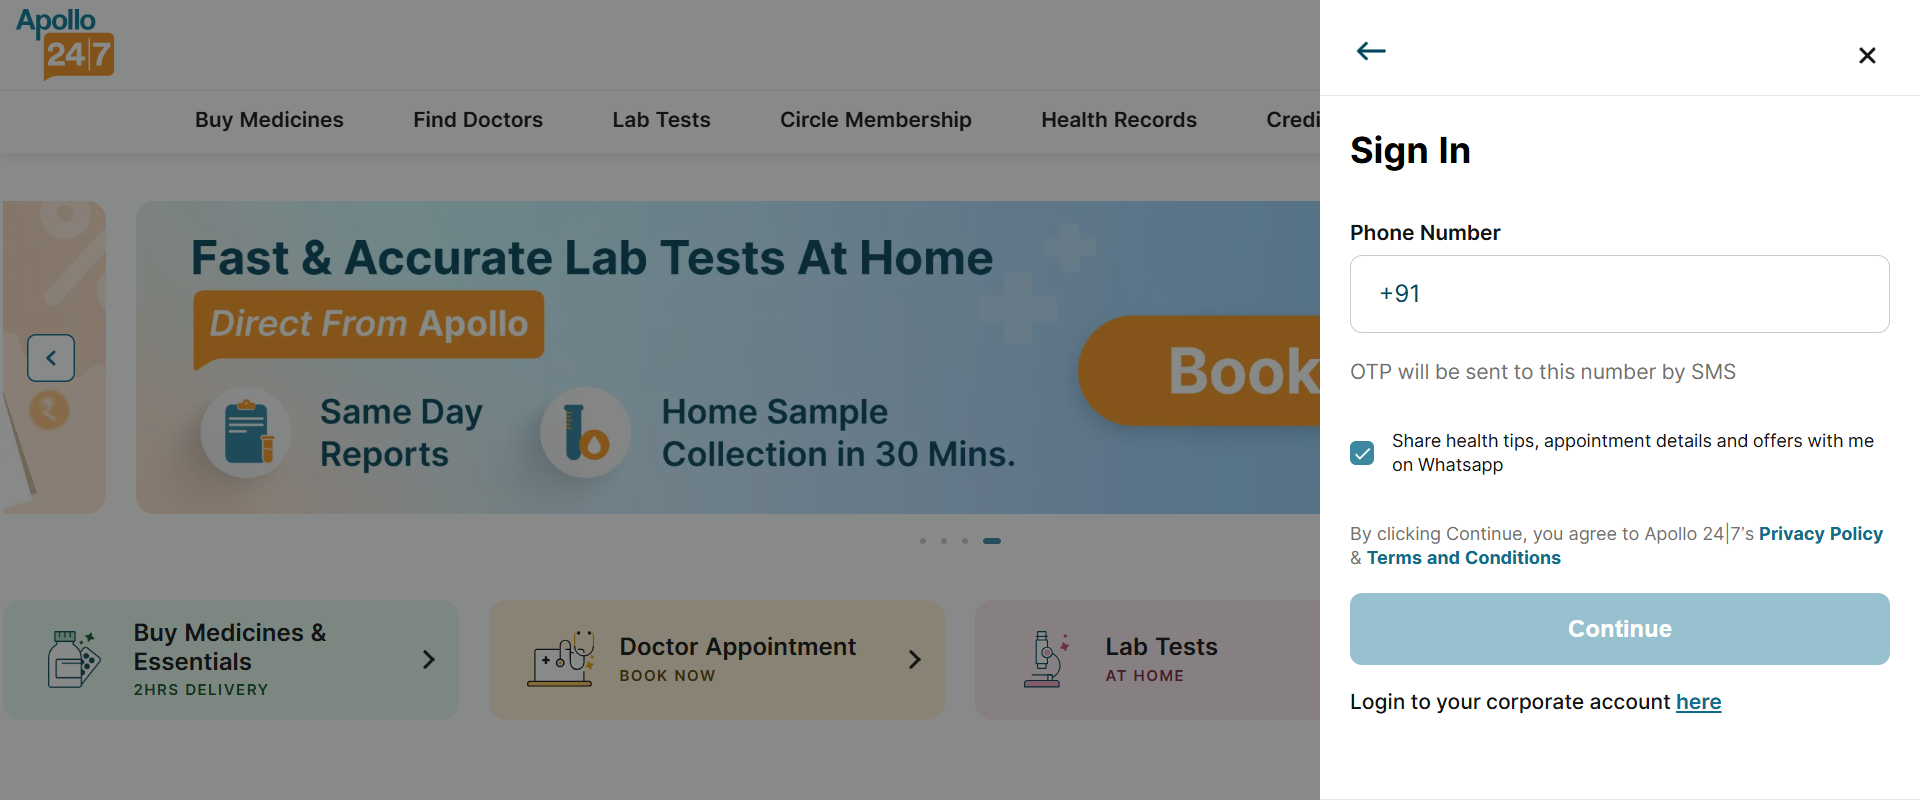 Apollo
24|7
Buy Medicines
Find Doctors
Lab Tests
Circle Membership
Health Records
Credi
Fast & Accurate Lab Tests At Home
Direct From Apollo
Same Day
Reports
Home Sample
Collection in 30 Mins.
Book
Buy Medicines &
Essentials
2HRS DELIVERY
Doctor Appointment
BOOK NOW
Lab Tests
AT HOME
Sign In
Phone Number
+91
OTP will be sent to this number by SMS
Share health tips, appointment details and offers with me
on Whatsapp
By clicking Continue, you agree to Apollo 24|7's Privacy Policy
& Terms and Conditions
Continue
Login to your corporate account here